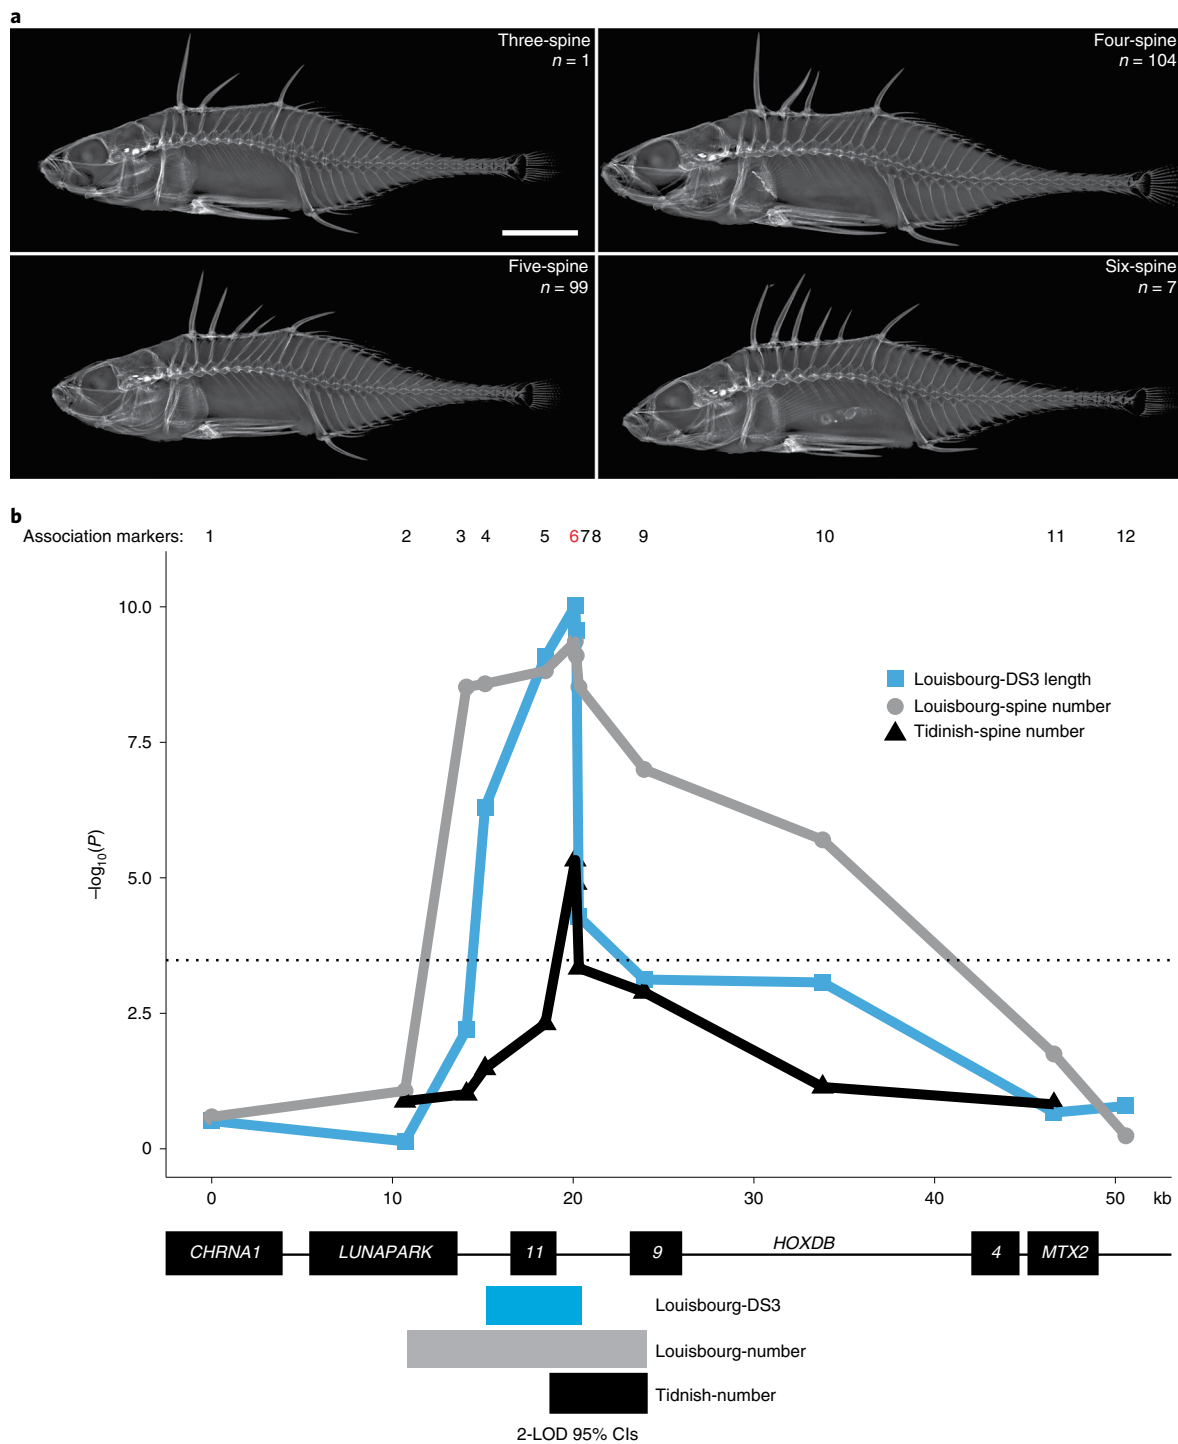 a
Three-spine
n = 1
Four-spine
n = 104
Five-spine
n = 99
Six-spine
n = 7
b
Association markers: 1 2 3 4 5 6 7 8 9 10 11 12
10.0
7.5
5.0
2.5
0
–log10(P)
Louisbourg-DS3 length
Louisbourg-spine number
Tidinish-spine number
0 10 20 30 40 50 kb
CHRNA1 LUNAPARK 11 9 HOXDB 4 MTX2
Louisbourg-DS3
Louisbourg-number
Tidnish-number
2-LOD 95% CIs